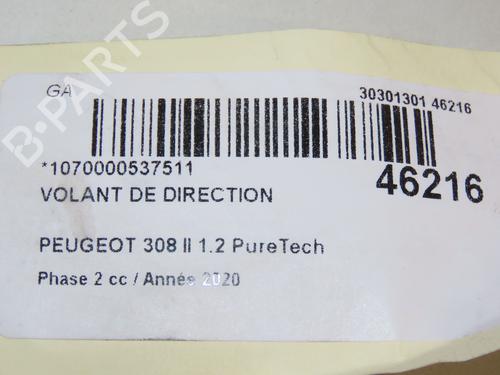 B-PARTS
GA
30301301 46216
*1070000537511
46216
VOLANT DE DIRECTION
PEUGEOT 308 II 1.2 PureTech
Phase 2 cc / Année 2020